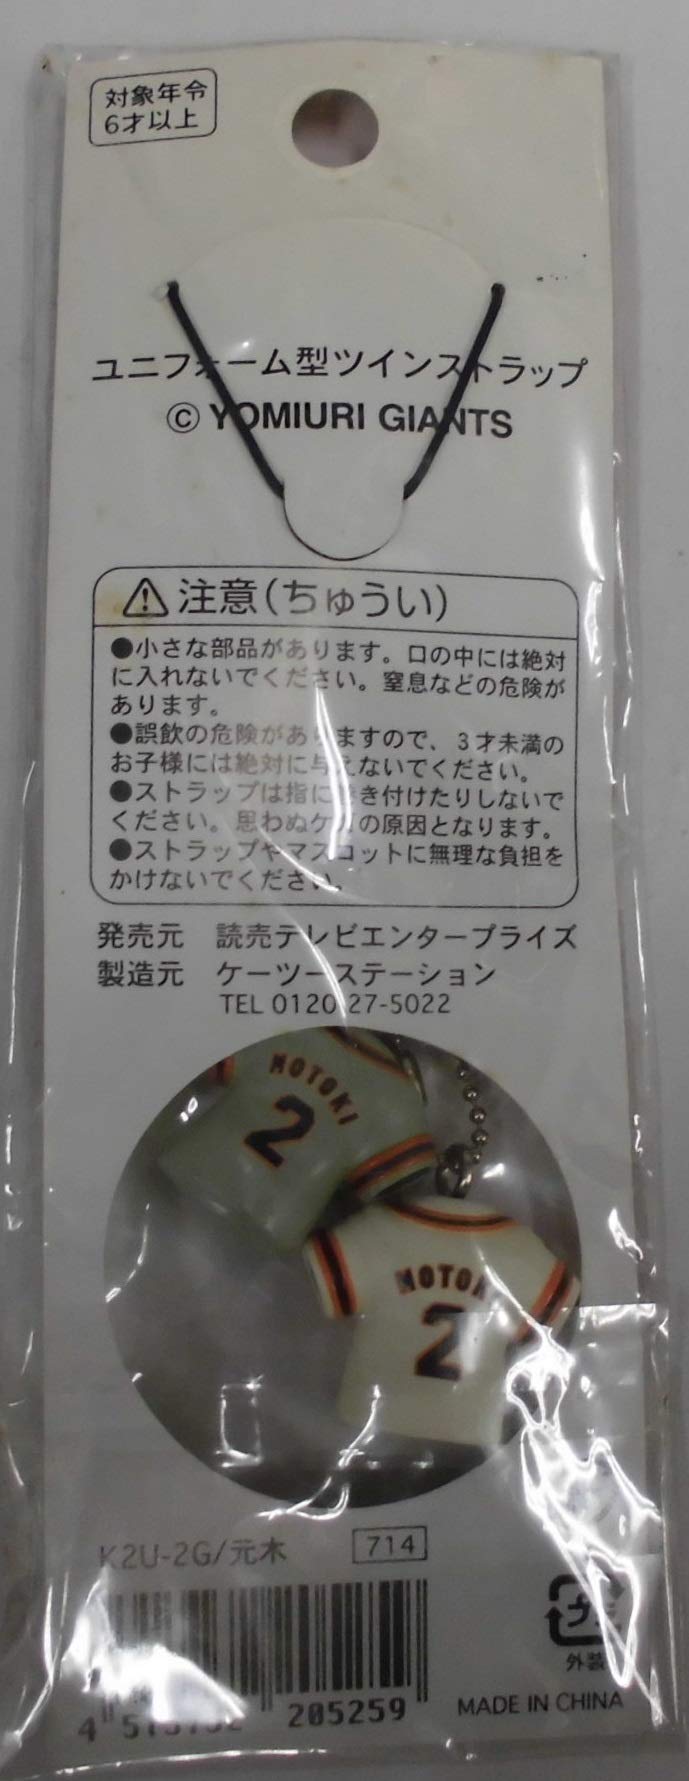 対象年令
6才以上
ユニフォーム型ツインストラップ
© YOMIURI GIANTS
注意(ちゅうい)
●小さな部品があります。口の中には絶対
に入れないでください。窒息などの危険が
あります。
●誤飲の危険がありますので、3才未満の
お子様には絶対に与えないでください。
●ストラップは指に巻き付けたりしないで
ください。思わぬケガの原因となります。
●ストラップやマスコットに無理な負担を
かけないでください。
発売元 読売テレビエンタープライズ
製造元 ケーツーステーション
TEL 0120-27-5022
MOTOKI
2
MOTOKI
2
K2U-2G/元木 714
外装
4 205259
MADE IN CHINA